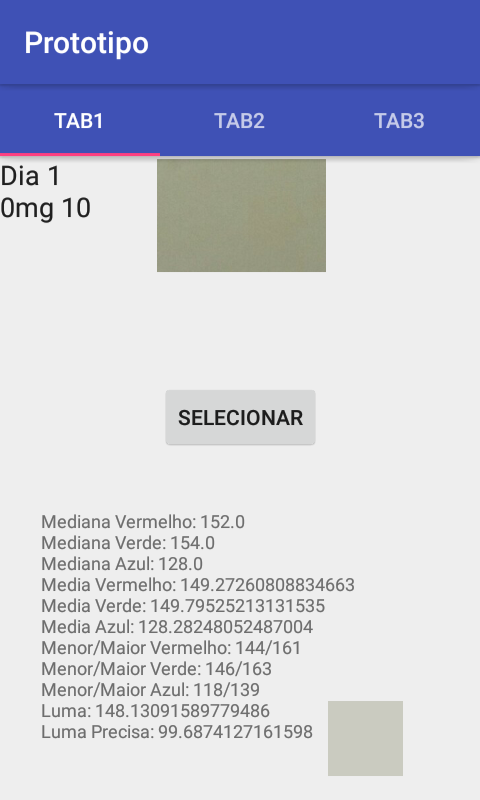 Prototipo
TAB1 TAB2 TAB3
Dia 1
0mg 10
SELECIONAR
Mediana Vermelho: 152.0
Mediana Verde: 154.0
Mediana Azul: 128.0
Media Vermelho: 149.27260808834663
Media Verde: 149.79525213131535
Media Azul: 128.28248052487004
Menor/Maior Vermelho: 144/161
Menor/Maior Verde: 146/163
Menor/Maior Azul: 118/139
Luma: 148.13091589779486
Luma Precisa: 99.6874127161598